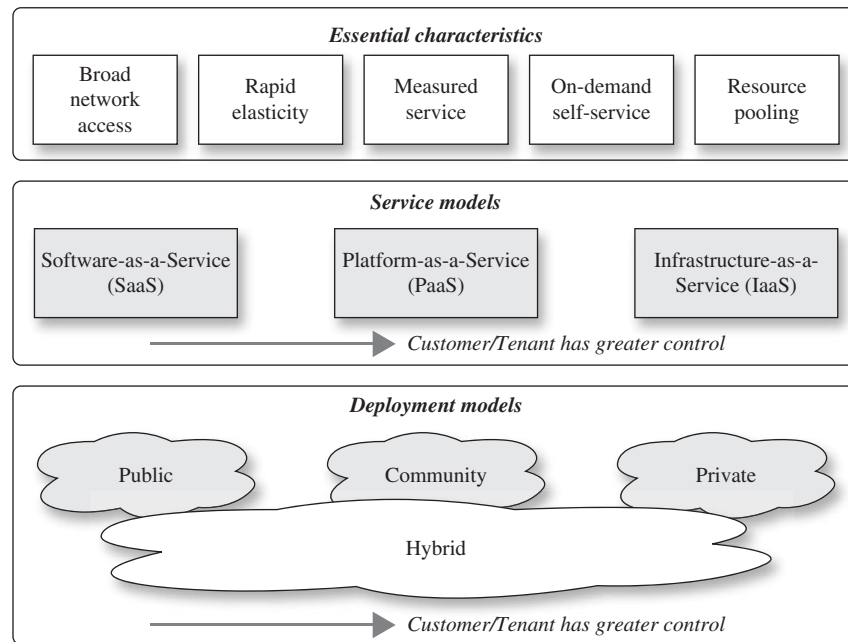 Essential characteristics
Broad
network
access
Rapid
elasticity
Measured
service
On-demand
self-service
Resource
pooling
Service models
Software-as-a-Service
(SaaS)
Platform-as-a-Service
(PaaS)
Infrastructure-as-a-
Service (IaaS)
Customer/Tenant has greater control
Deployment models
Public
Community
Private
Hybrid
Customer/Tenant has greater control